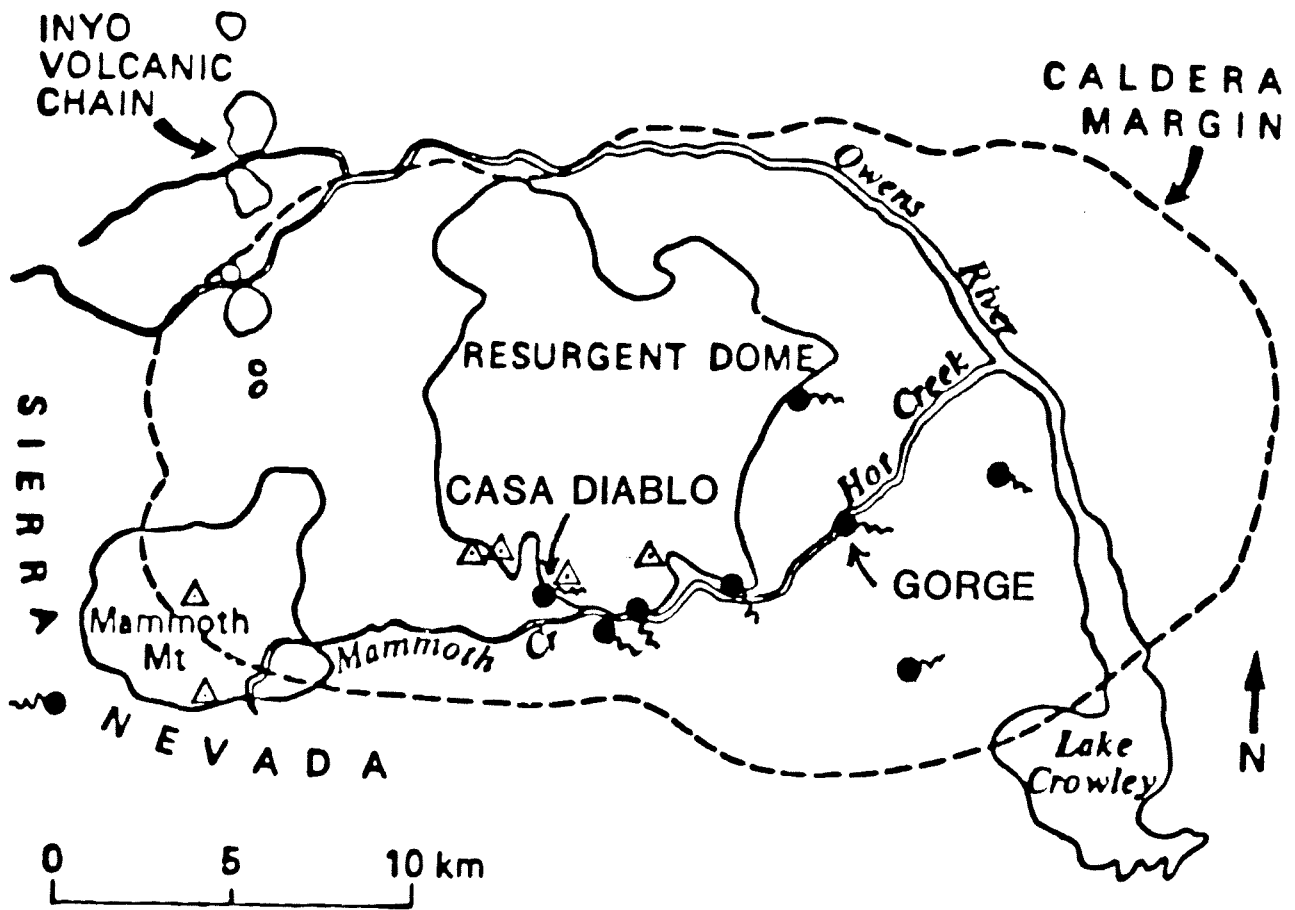 INYO
VOLCANIC
CHAIN
CALDERA
MARGIN
Owens
River
RESURGENT DOME
Creek
Hot
SIERRA
CASA DIABLO
GORGE
Mammoth
Mt
Mammoth Cr
NEVADA
Lake
Crowley
N
0 5 10 km